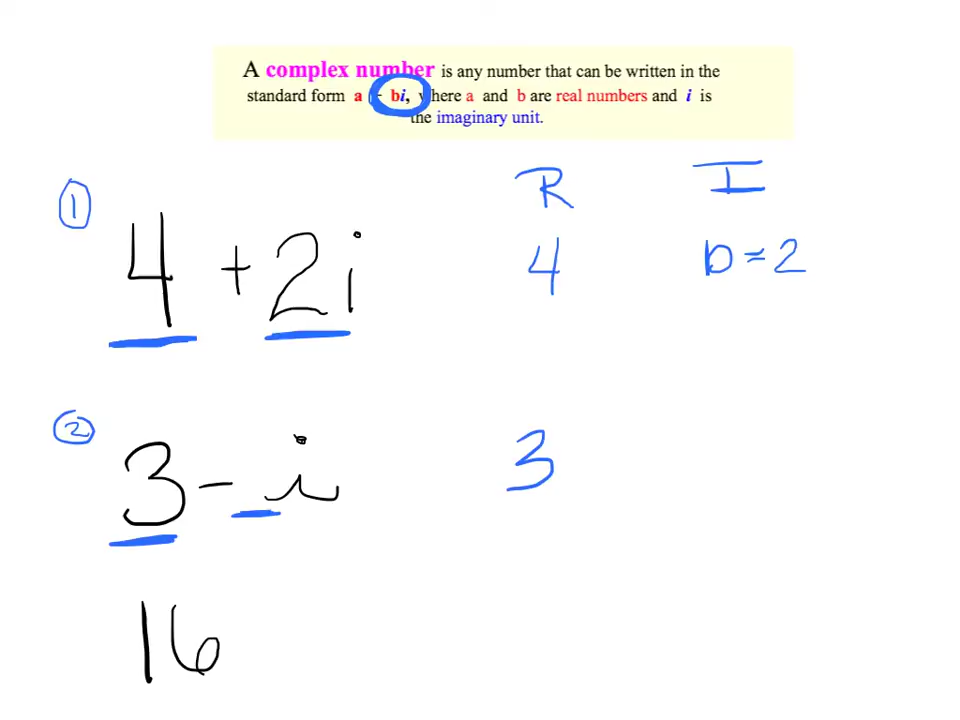 A complex number is any number that can be written in the
standard form a + bi, where a and b are real numbers and i is
the imaginary unit.
R I
① 4 + 2i 4 b = 2
② 3 - i 3
16